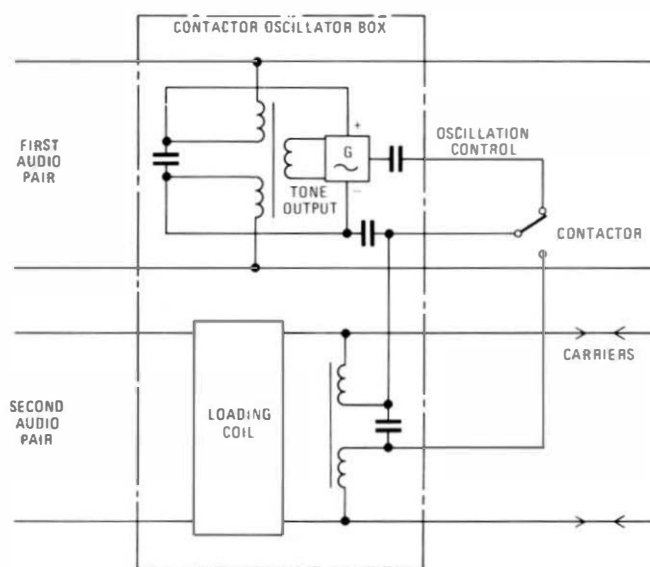 CONTACTOR OSCILLATOR BOX
FIRST
AUDIO
PAIR
+
G
−
TONE
OUTPUT
OSCILLATION
CONTROL
CONTACTOR
CARRIERS
SECOND
AUDIO
PAIR
LOADING
COIL